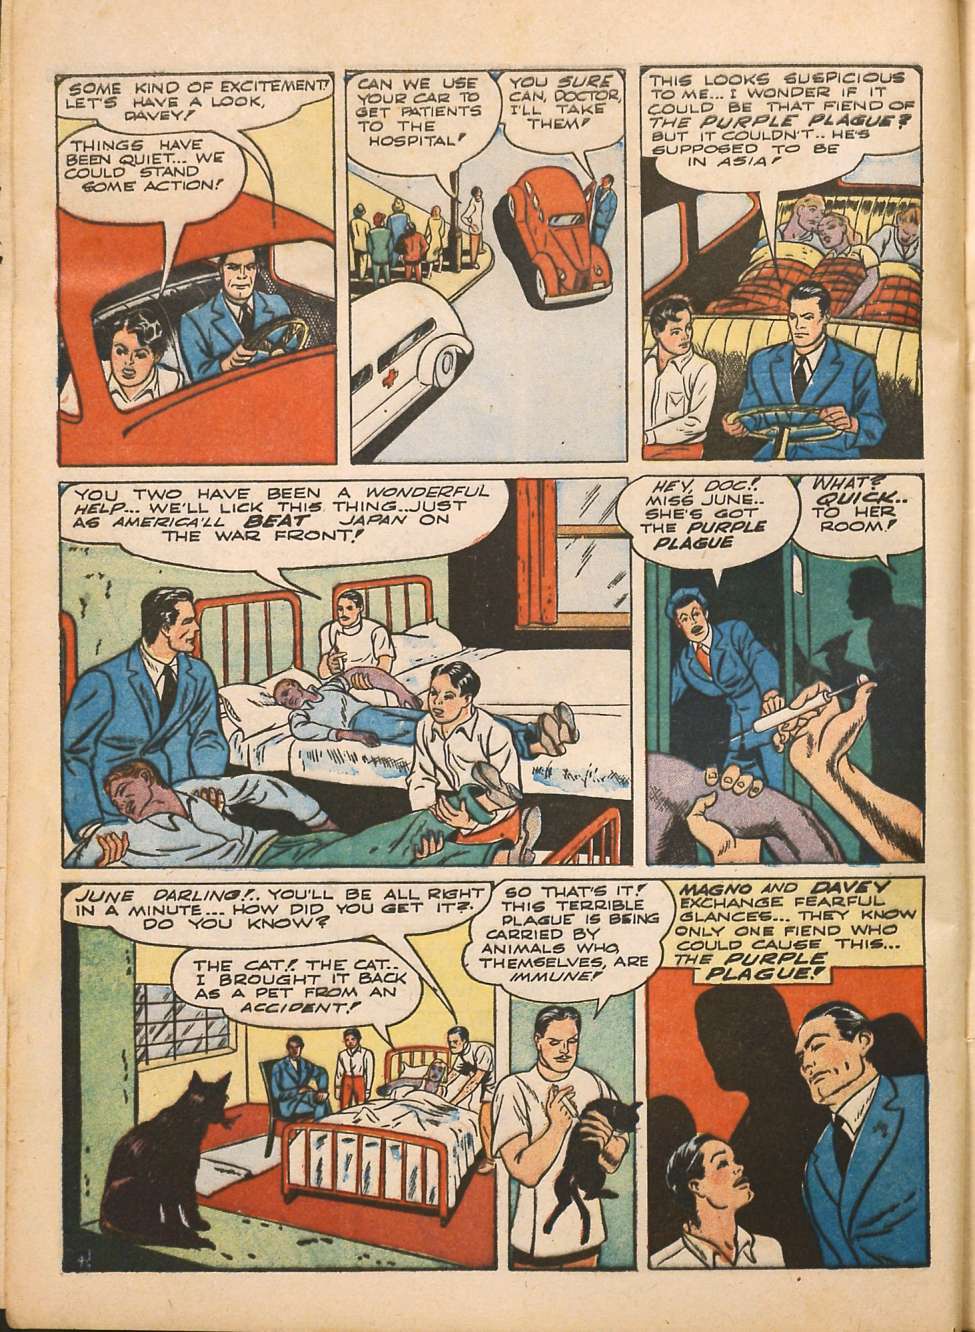 SOME KIND OF EXCITEMENT!
LET'S HAVE A LOOK,
DAVEY!
THINGS HAVE
BEEN QUIET... WE
COULD STAND
SOME ACTION!
CAN WE USE
YOUR CAR TO
GET PATIENTS
TO THE
HOSPITAL!
YOU SURE
CAN, DOCTOR,
I'LL TAKE
THEM!
THIS LOOKS SUSPICIOUS
TO ME... I WONDER IF IT
COULD BE THAT FIEND OF
THE PURPLE PLAGUE?
BUT IT COULDN'T.. HE'S
SUPPOSED TO BE
IN ASIA!
YOU TWO HAVE BEEN A WONDERFUL
HELP... WE'LL LICK THIS THING...JUST
AS AMERICA'LL BEAT JAPAN ON
THE WAR FRONT!
HEY, DOC!
MISS JUNE..
SHE'S GOT
THE PURPLE
PLAGUE
WHAT?
QUICK..
TO HER
ROOM!
JUNE DARLING!.. YOU'LL BE ALL RIGHT
IN A MINUTE... HOW DID YOU GET IT?.
DO YOU KNOW?
THE CAT! THE CAT..
I BROUGHT IT BACK
AS A PET FROM AN
ACCIDENT!
SO THAT'S IT!
THIS TERRIBLE
PLAGUE IS BEING
CARRIED BY
ANIMALS WHO,
THEMSELVES, ARE
IMMUNE!
MAGNO AND DAVEY
EXCHANGE FEARFUL
GLANCES... THEY KNOW
ONLY ONE FIEND WHO
COULD CAUSE THIS...
THE PURPLE
PLAGUE!